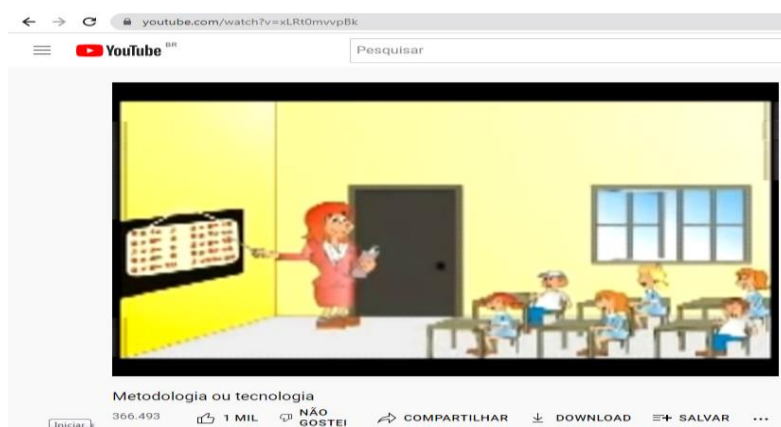 youtube.com/watch?v=xLRt0mvvpBk
YouTube BR
Pesquisar
Metodologia ou tecnologia
366.493 1 MIL NÃO GOSTEI COMPARTILHAR DOWNLOAD SALVAR ...
Iniciar